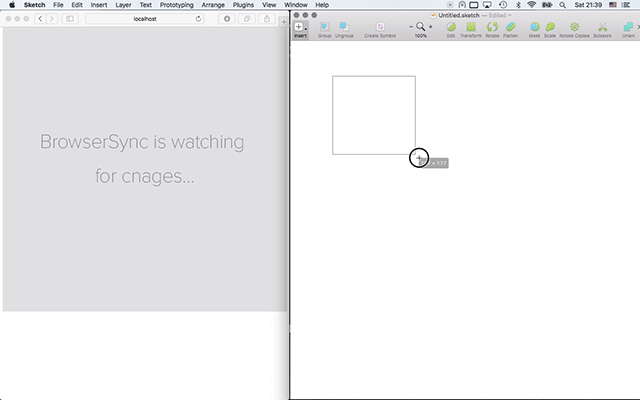 Sketch File Edit Insert Layer Text Prototyping Arrange Plugins View Window Help Sat 21:39
localhost
Untitled.sketch — Edited
Insert Group Ungroup Create Symbol 100% Edit Transform Rotate Flatten Mask Scale Rotate Copies Scissors Union
BrowserSync is watching
for cnages...